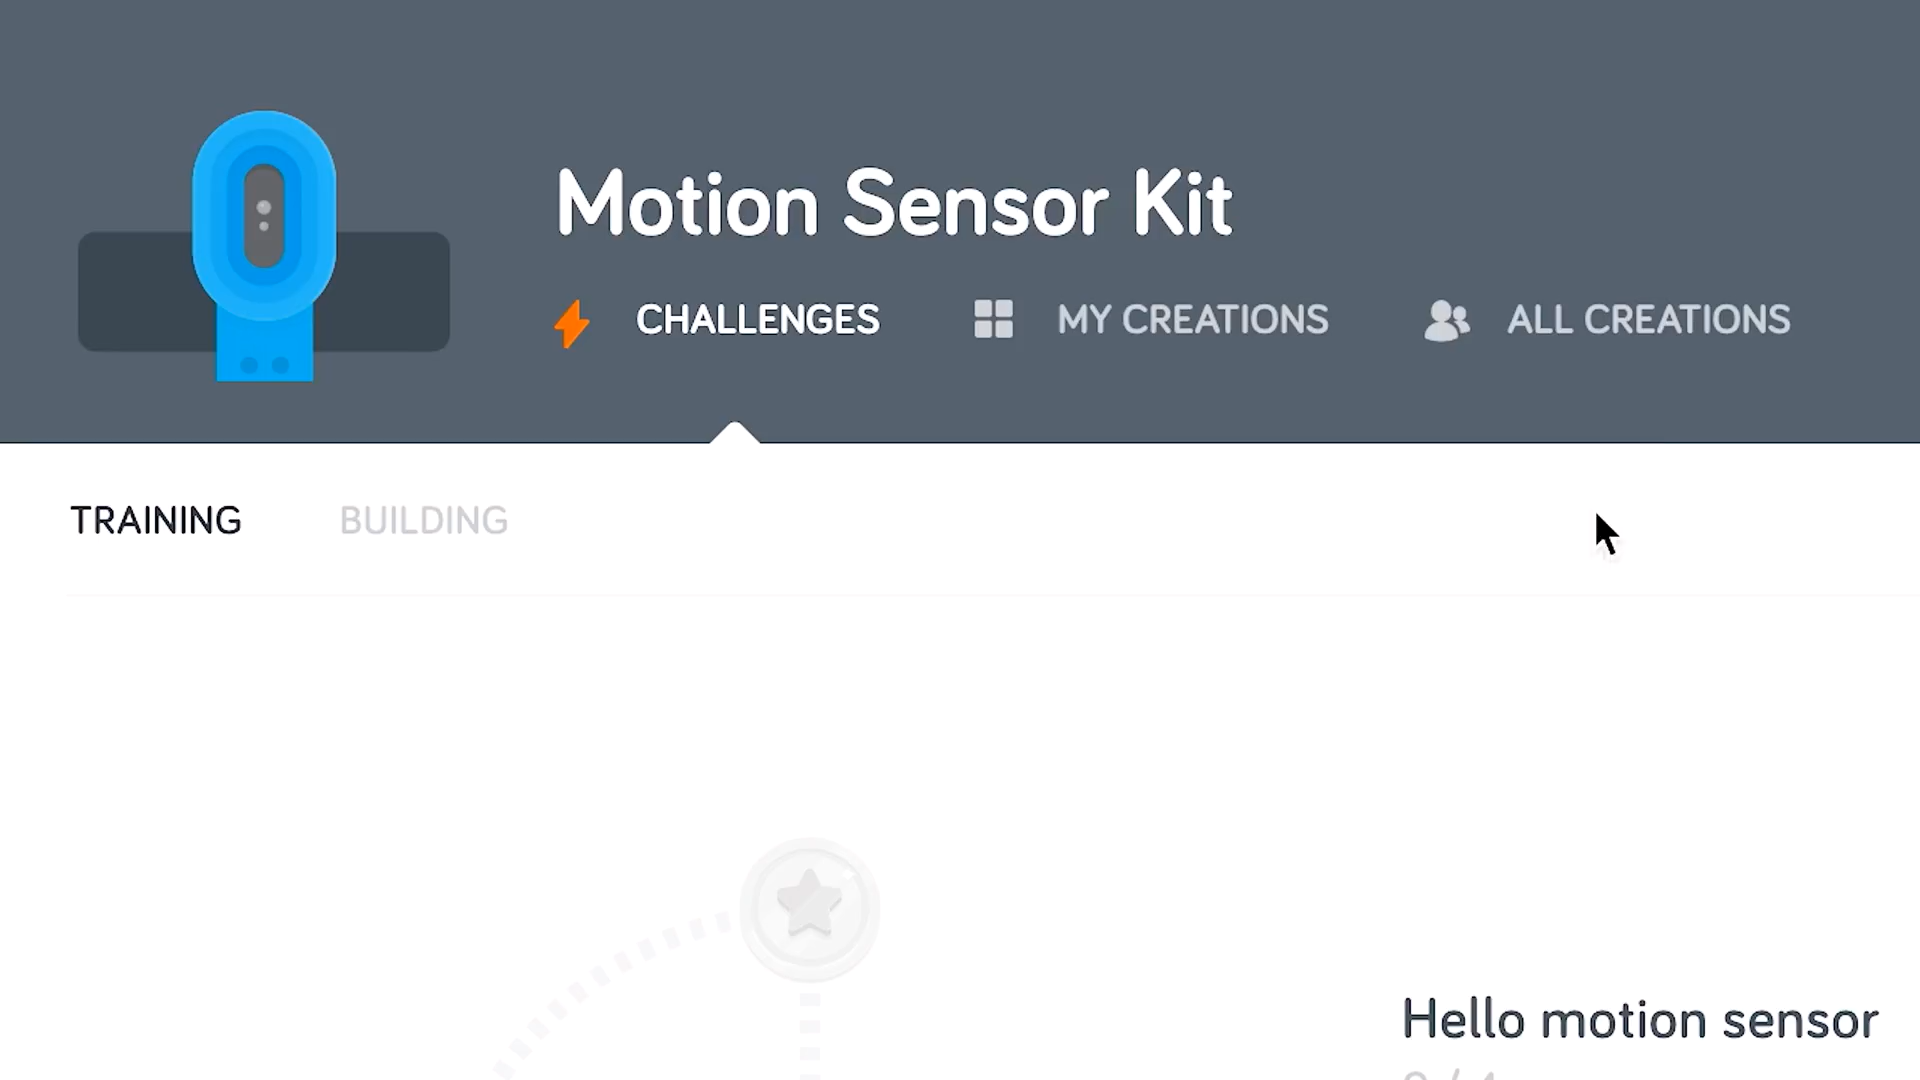 Motion Sensor Kit
CHALLENGES MY CREATIONS ALL CREATIONS
TRAINING BUILDING
Hello motion sensor